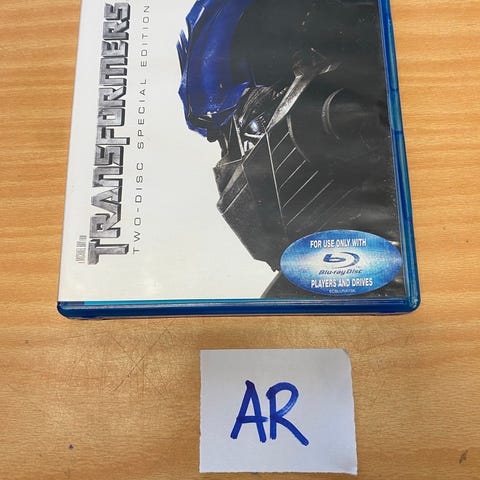 TRANSFORMERS
TWO-DISC SPECIAL EDITION
FOR USE ONLY WITH
Blu-ray Disc
PLAYERS AND DRIVES
AR